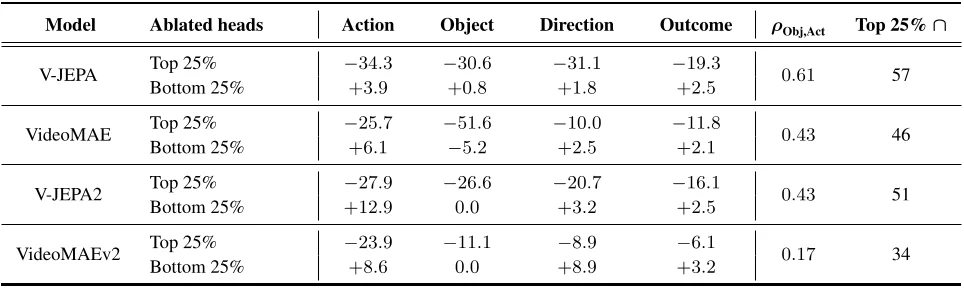 Model Ablated heads Action Object Direction Outcome ρObj,Act Top 25% ∩
V-JEPA Top 25% −34.3 −30.6 −31.1 −19.3 0.61 57
Bottom 25% +3.9 +0.8 +1.8 +2.5
VideoMAE Top 25% −25.7 −51.6 −10.0 −11.8 0.43 46
Bottom 25% +6.1 −5.2 +2.5 +2.1
V-JEPA2 Top 25% −27.9 −26.6 −20.7 −16.1 0.43 51
Bottom 25% +12.9 0.0 +3.2 +2.5
VideoMAEv2 Top 25% −23.9 −11.1 −8.9 −6.1 0.17 34
Bottom 25% +8.6 0.0 +8.9 +3.2